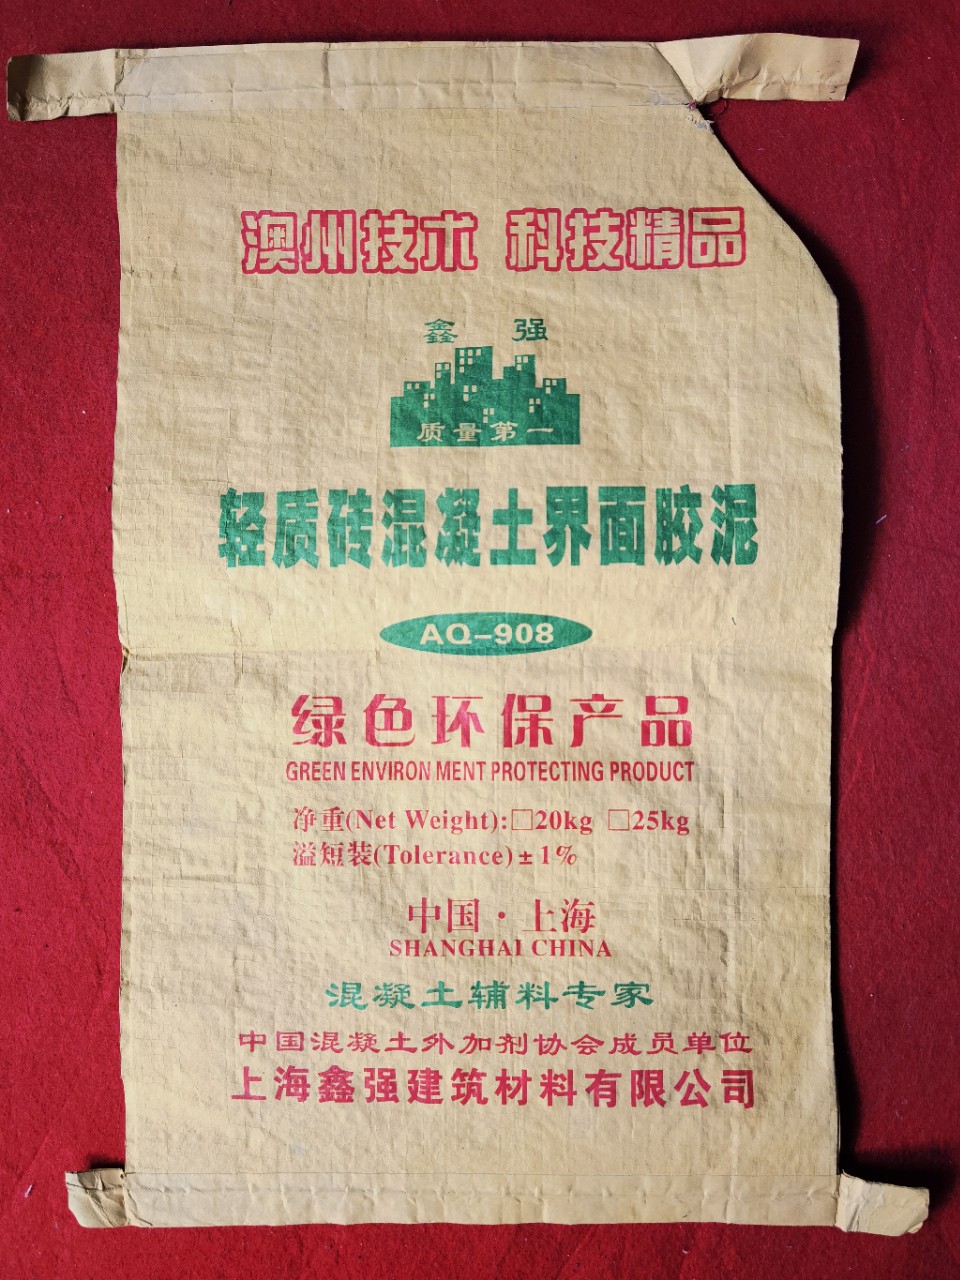 澳州技术 科技精品
鑫 强
质量第一
轻质砖混凝土界面胶泥
AQ-908
绿色环保产品
GREEN ENVIRON MENT PROTECTING PRODUCT
净重(Net Weight):□20kg □25kg
溢短装(Tolerance)±1%
中国·上海
SHANGHAI CHINA
混凝土辅料专家
中国混凝土外加剂协会成员单位
上海鑫强建筑材料有限公司